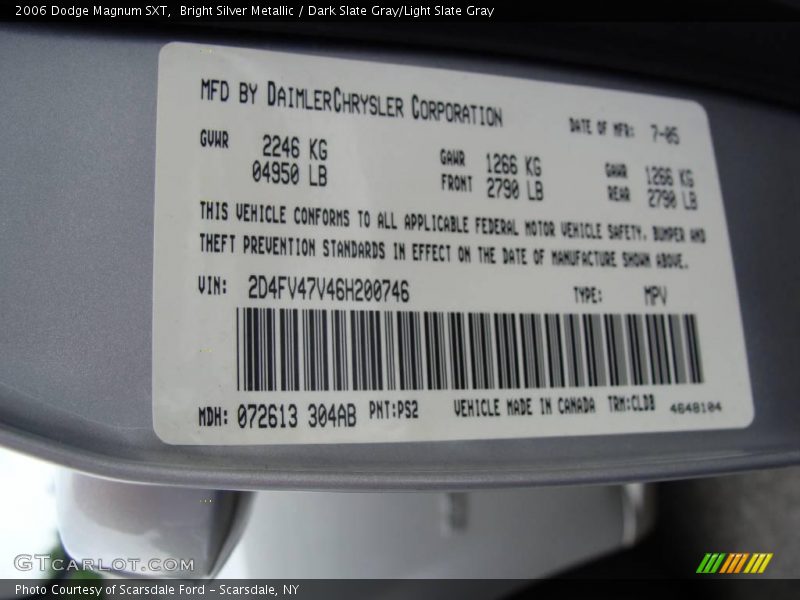 2006 Dodge Magnum SXT,  Bright Silver Metallic / Dark Slate Gray/Light Slate Gray
MFD BY DAIMLERCHRYSLER CORPORATION
DATE OF MFR: 7-05
GVWR 2246 KG
04950 LB
GAWR FRONT 1266 KG
2790 LB
GAWR REAR 1266 KG
2790 LB
THIS VEHICLE CONFORMS TO ALL APPLICABLE FEDERAL MOTOR VEHICLE SAFETY, BUMPER AND
THEFT PREVENTION STANDARDS IN EFFECT ON THE DATE OF MANUFACTURE SHOWN ABOVE.
VIN: 2D4FV47V46H200746 TYPE: MPV
MDH: 072613 304AB PNT:PS2 VEHICLE MADE IN CANADA TRM:CLDB 4648104
GTCARLOT.COM
Photo Courtesy of Scarsdale Ford - Scarsdale, NY